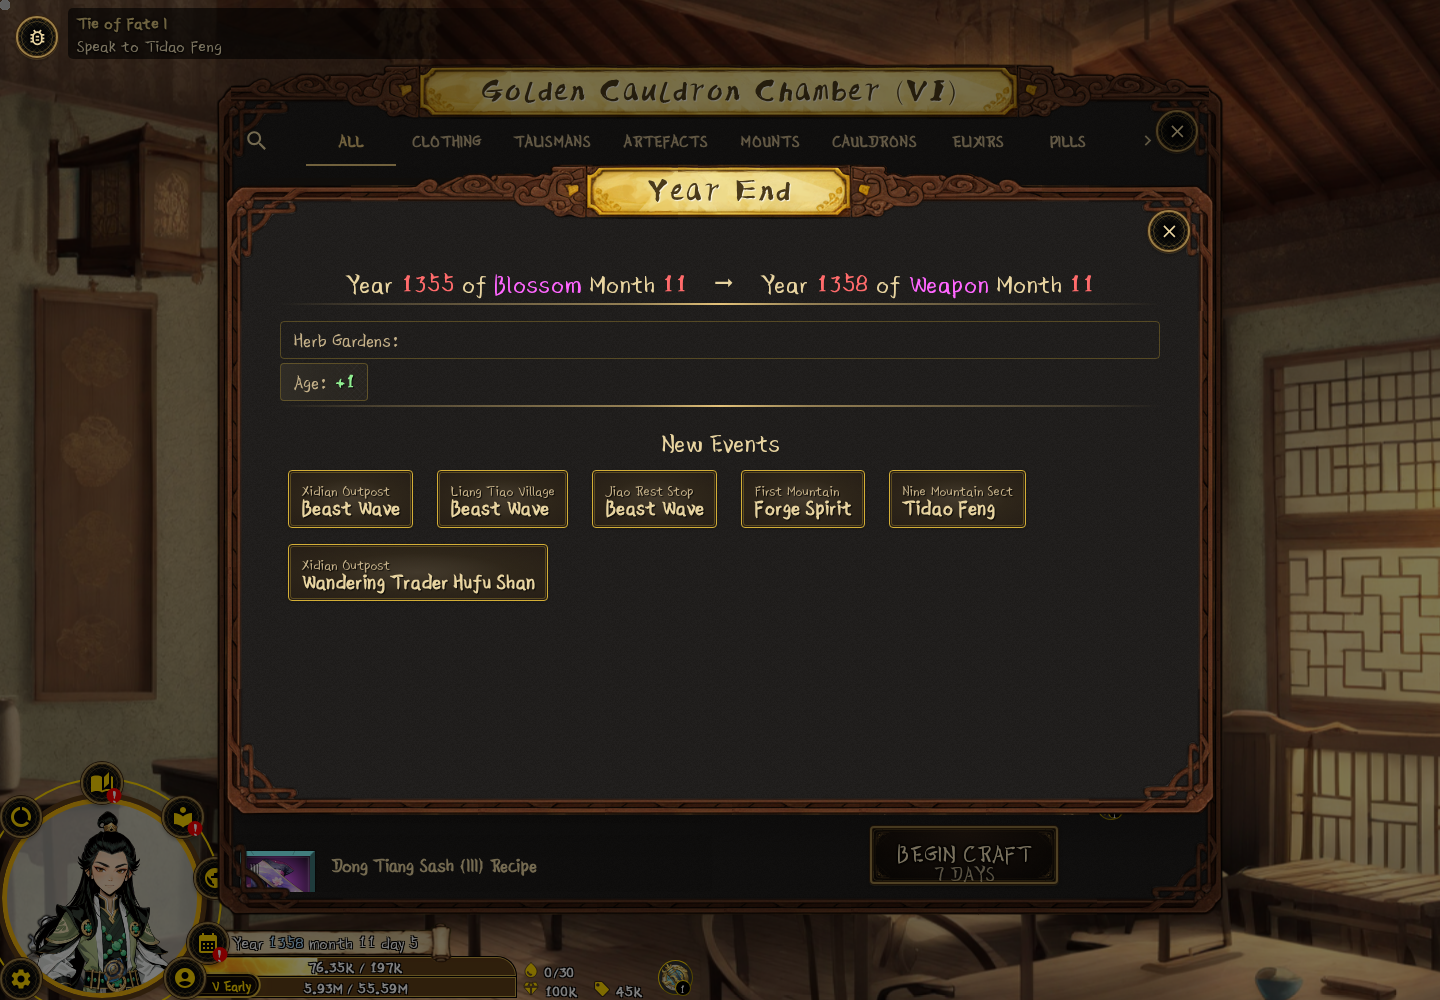 Tie of Fate I
Speak to Tidao Feng
Golden Cauldron Chamber (VI)
ALL CLOTHING TALISMANS ARTEFACTS MOUNTS CAULDRONS ELIXIRS PILLS
Year End
Year 1355 of Blossom Month 11 → Year 1358 of Weapon Month 11
Herb Gardens:
Age: +1
New Events
Xidian Outpost
Beast Wave
Liang Tiao Village
Beast Wave
Jiao Rest Stop
Beast Wave
First Mountain
Forge Spirit
Nine Mountain Sect
Tidao Feng
Xidian Outpost
Wandering Trader Hufu Shan
Dong Tiang Sash (III) Recipe
BEGIN CRAFT
7 DAYS
Year 1358 month 11 day 5
76.35K / 197K
V Early
5.93M / 55.59M
0/30
100K
45K
f